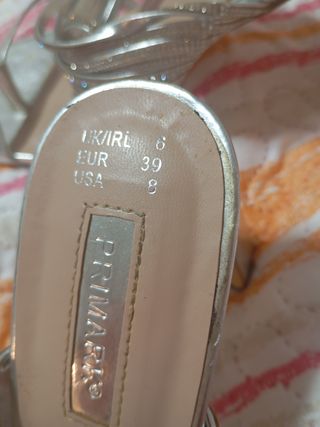 UK/IRL 6
EUR 39
USA 8
PRIMARK®